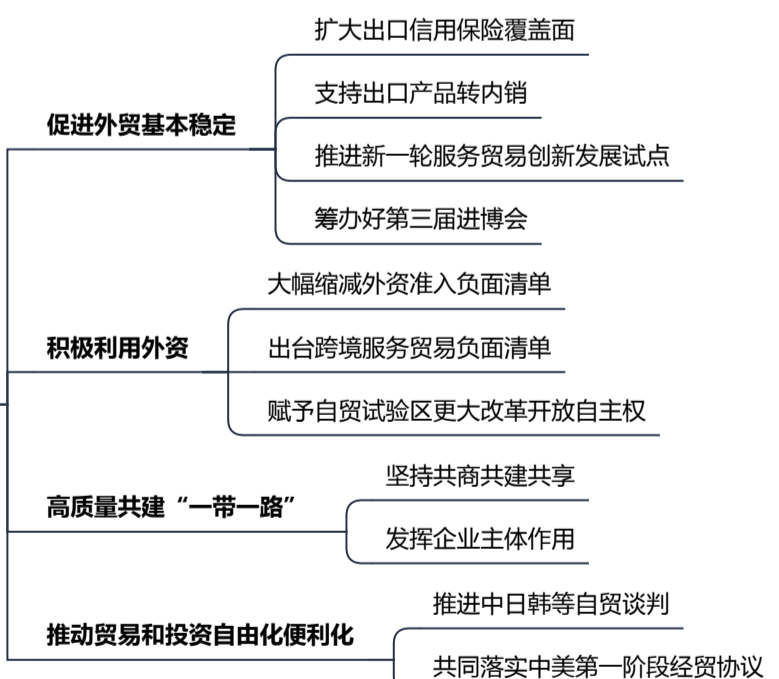 促进外贸基本稳定
扩大出口信用保险覆盖面
支持出口产品转内销
推进新一轮服务贸易创新发展试点
筹办好第三届进博会
积极利用外资
大幅缩减外资准入负面清单
出台跨境服务贸易负面清单
赋予自贸试验区更大改革开放自主权
高质量共建“一带一路”
坚持共商共建共享
发挥企业主体作用
推动贸易和投资自由化便利化
推进中日韩等自贸谈判
共同落实中美第一阶段经贸协议